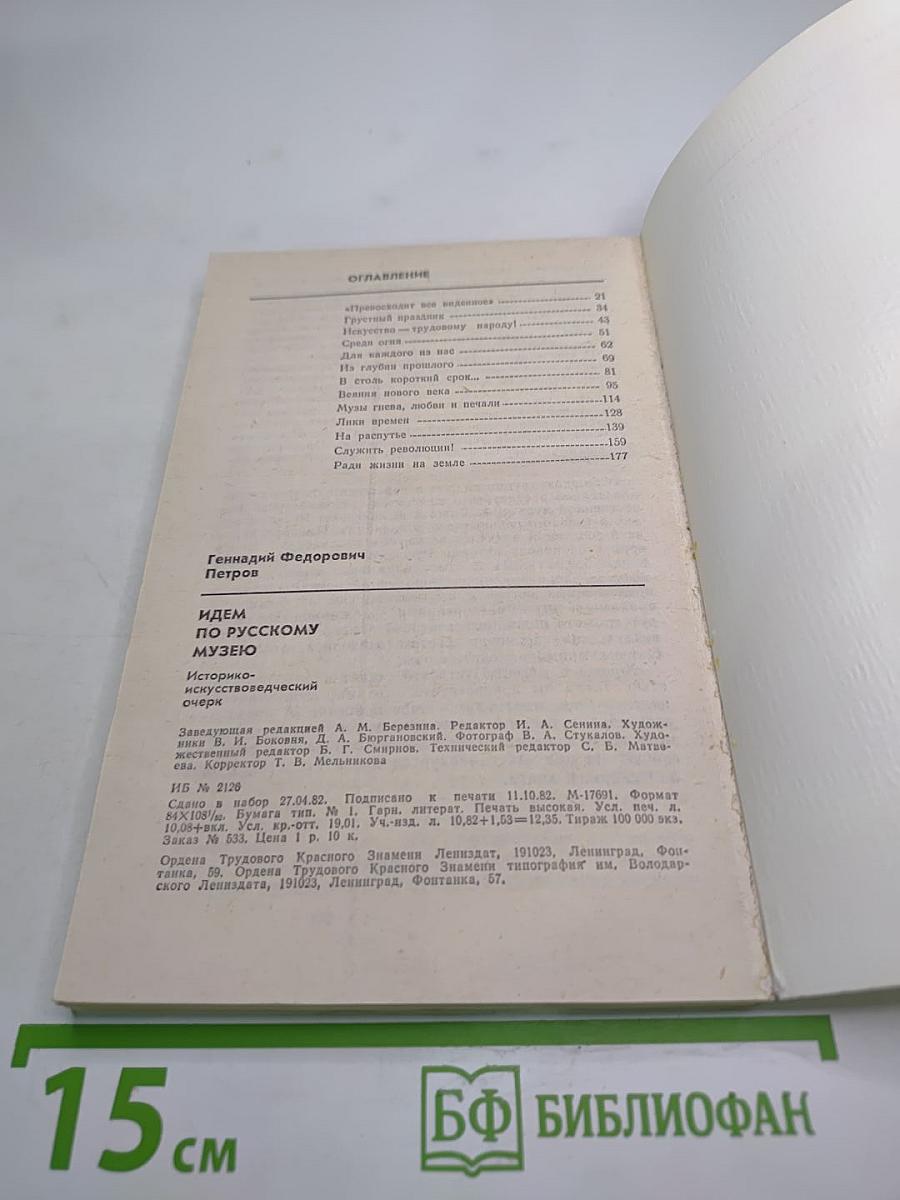 ОГЛАВЛЕНИЕ
«Превосходит все виденное» 21
Грустный праздник 34
Искусство — трудовому народу! 43
Среди огня 51
Для каждого из нас 62
Из глубин прошлого 69
В столь короткий срок... 81
Веяния нового века 95
Музы гнева, любви и печали 114
Лики времен 128
На распутье 139
Служить революции! 159
Ради жизни на земле 177
Геннадий Федорович
Петров
ИДЕМ
ПО РУССКОМУ
МУЗЕЮ
Историко-
искусствоведческий
очерк
Заведующая редакцией А. М. Березина. Редактор И. А. Сенина. Худож-
ники В. И. Боковня, Д. А. Бюргановский. Фотограф В. А. Стукалов. Худо-
жественный редактор Б. Г. Смирнов. Технический редактор С. Б. Матве-
ева. Корректор Т. В. Мельникова
ИБ № 2126
Сдано в набор 27.04.82. Подписано к печати 11.10.82. М-17691. Формат
84×108¹/₃₂. Бумага тип. № 1. Гарн. литерат. Печать высокая. Усл. печ. л.
10,08+вкл. Усл. кр.-отт. 19,01. Уч.-изд. л. 10,82+1,53=12,35. Тираж 100 000 экз.
Заказ № 533. Цена 1 р. 10 к.
Ордена Трудового Красного Знамени Лениздат, 191023, Ленинград, Фон-
танка, 59. Ордена Трудового Красного Знамени типография им. Володар-
ского Лениздата, 191023, Ленинград, Фонтанка, 57.
15 см
БФ БИБЛИОФАН